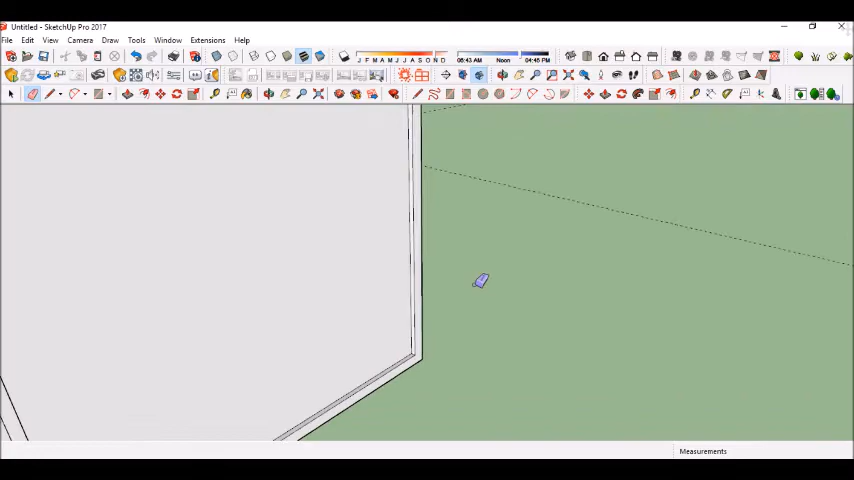 Untitled - SketchUp Pro 2017
File Edit View Camera Draw Tools Window Extensions Help
J F M A M J J A S O N D 06:43 AM Noon 04:45 PM
Measurements